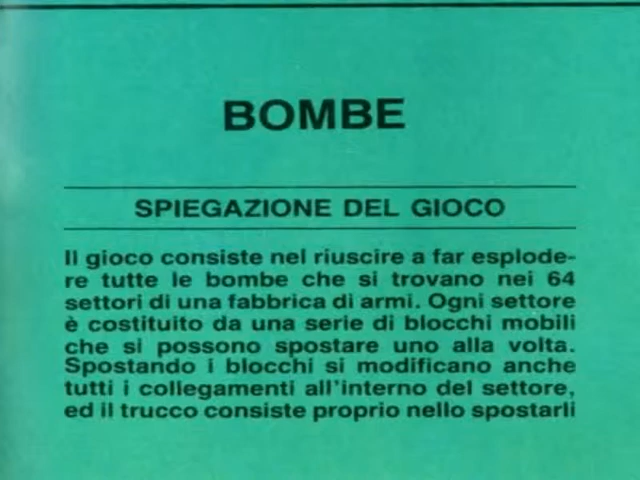 BOMBE
SPIEGAZIONE DEL GIOCO
Il gioco consiste nel riuscire a far esplode-
re tutte le bombe che si trovano nei 64
settori di una fabbrica di armi. Ogni settore
è costituito da una serie di blocchi mobili
che si possono spostare uno alla volta.
Spostando i blocchi si modificano anche
tutti i collegamenti all'interno del settore,
ed il trucco consiste proprio nello spostarli